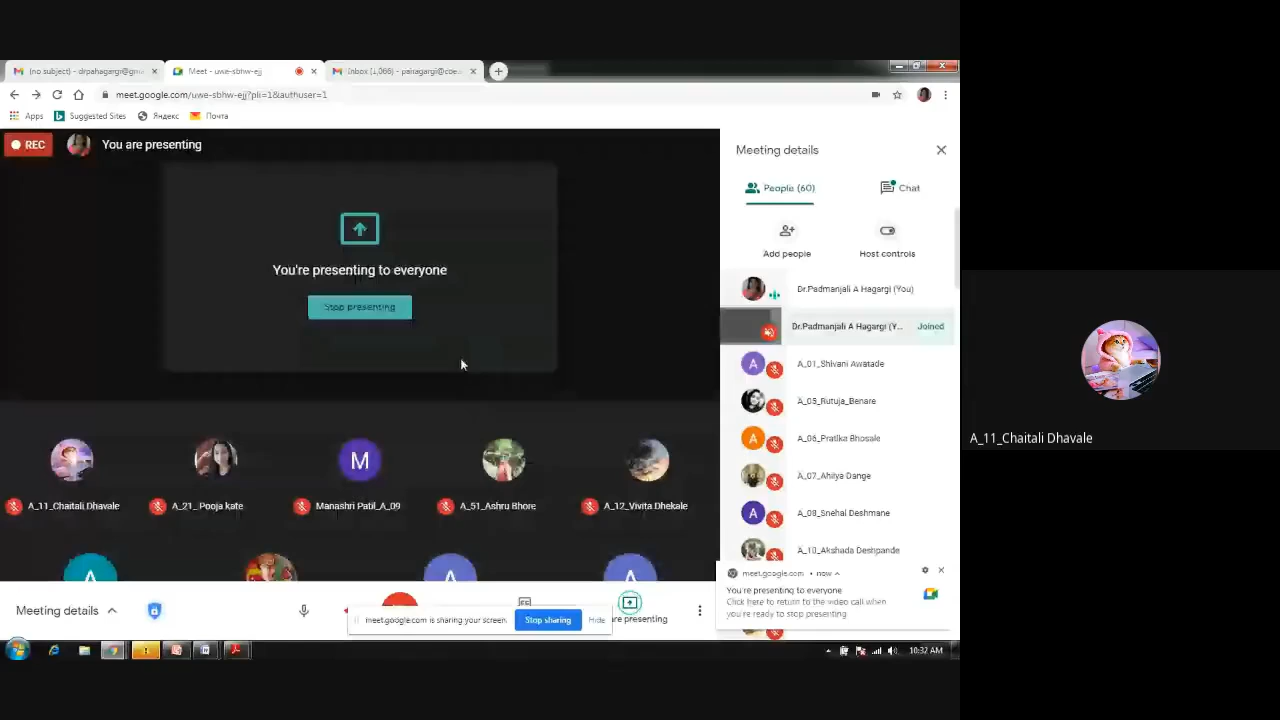 (no subject) - drpahagargi@gma
Meet - uwe-sbhw-ejj
Inbox (1,066) - pahagargi@coe.
meet.google.com/uwe-sbhw-ejj?pli=1&authuser=1
Apps
Suggested Sites
Яндекс
Почта
REC
You are presenting
You're presenting to everyone
Stop presenting
A_11_Chaitali Dhavale
A_21_ Pooja kate
M
Manashri Patil_A_09
A_51_Ashru Bhore
A_12_Vivita Dhekale
A
A
A
Meeting details
meet.google.com is sharing your screen.
Stop sharing
Hide
are presenting
Meeting details
People (60)
Chat
Add people
Host controls
Dr.Padmanjali A Hagargi (You)
Dr.Padmanjali A Hagargi (Y...
Joined
A
A_01_Shivani Awatade
A_05_Rutuja_Benare
A
A_06_Pratika Bhosale
A_07_Ahilya Dange
A
A_08_Snehal Deshmane
A_10_Akshada Deshpande
meet.google.com • now
You're presenting to everyone
Click here to return to the video call when
you're ready to stop presenting
10:32 AM
A_11_Chaitali Dhavale